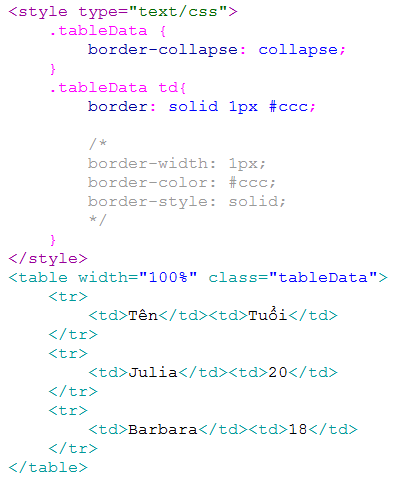 <style type="text/css">
    .tableData {
        border-collapse: collapse;
    }
    .tableData td{
        border: solid 1px #ccc;

        /*
        border-width: 1px;
        border-color: #ccc;
        border-style: solid;
        */
    }
</style>
<table width="100%" class="tableData">
    <tr>
        <td>Tên</td><td>Tuổi</td>
    </tr>
    <tr>
        <td>Julia</td><td>20</td>
    </tr>
    <tr>
        <td>Barbara</td><td>18</td>
    </tr>
</table>